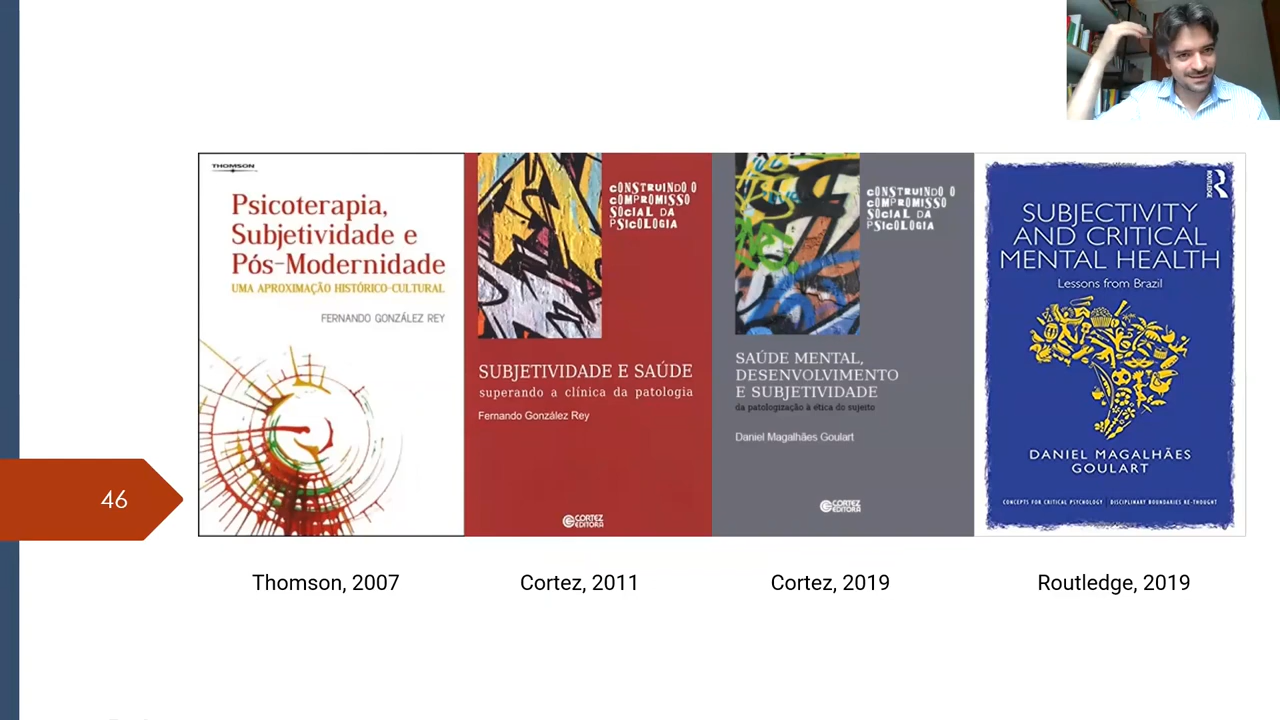 46
THOMSON
Psicoterapia,
Subjetividade e
Pós-Modernidade
UMA APROXIMAÇÃO HISTÓRICO-CULTURAL
FERNANDO GONZÁLEZ REY
CONSTRUINDO O
COMPROMISSO
SOCIAL DA
PSICOLOGIA
SUBJETIVIDADE E SAÚDE
superando a clínica da patologia
Fernando González Rey
CORTEZ
EDITORA
CONSTRUINDO O
COMPROMISSO
SOCIAL DA
PSICOLOGIA
SAÚDE MENTAL,
DESENVOLVIMENTO
E SUBJETIVIDADE
da patologização à ética do sujeito
Daniel Magalhães Goulart
CORTEZ
EDITORA
ROUTLEDGE
SUBJECTIVITY
AND CRITICAL
MENTAL HEALTH
Lessons from Brazil
DANIEL MAGALHÃES
GOULART
CONCEPTS FOR CRITICAL PSYCHOLOGY DISCIPLINARY BOUNDARIES RE-THOUGHT
Thomson, 2007
Cortez, 2011
Cortez, 2019
Routledge, 2019